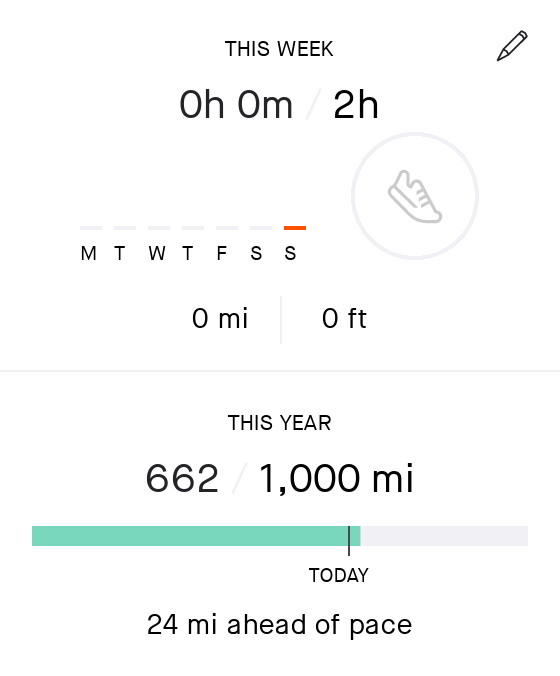 THIS WEEK
0h 0m / 2h
M T W T F S S
0 mi 0 ft
THIS YEAR
662 / 1,000 mi
TODAY
24 mi ahead of pace